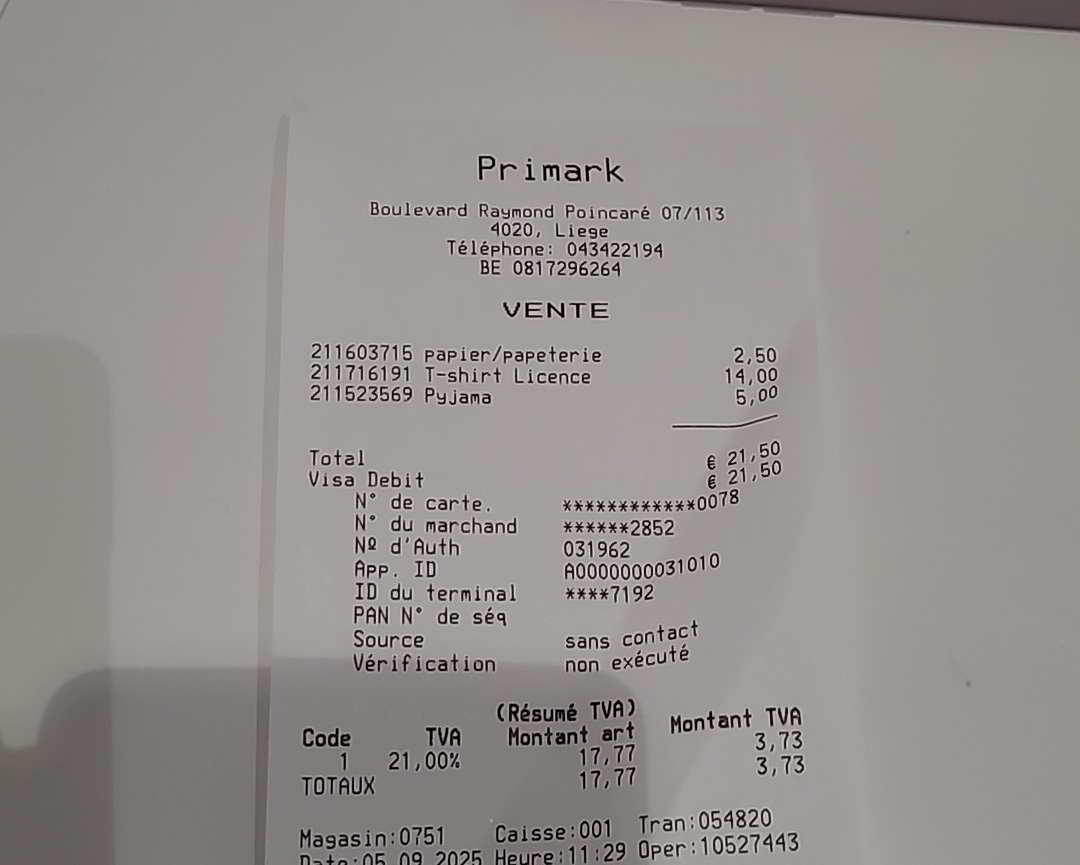 Primark
Boulevard Raymond Poincaré 07/113
4020, Liege
Téléphone: 043422194
BE 0817296264
VENTE
211603715 papier/papeterie 2,50
211716191 T-shirt Licence 14,00
211523569 Pyjama 5,00
Total € 21,50
Visa Debit € 21,50
N° de carte. ************0078
N° du marchand ******2852
Nº d'Auth 031962
App. ID A0000000031010
ID du terminal ****7192
PAN N° de séq
Source sans contact
Vérification non exécuté
(Résumé TVA)
Code TVA Montant art Montant TVA
1 21,00% 17,77 3,73
TOTAUX 17,77 3,73
Magasin:0751 Caisse:001 Tran:054820
Date:05.09.2025 Heure:11:29 Oper:10527443